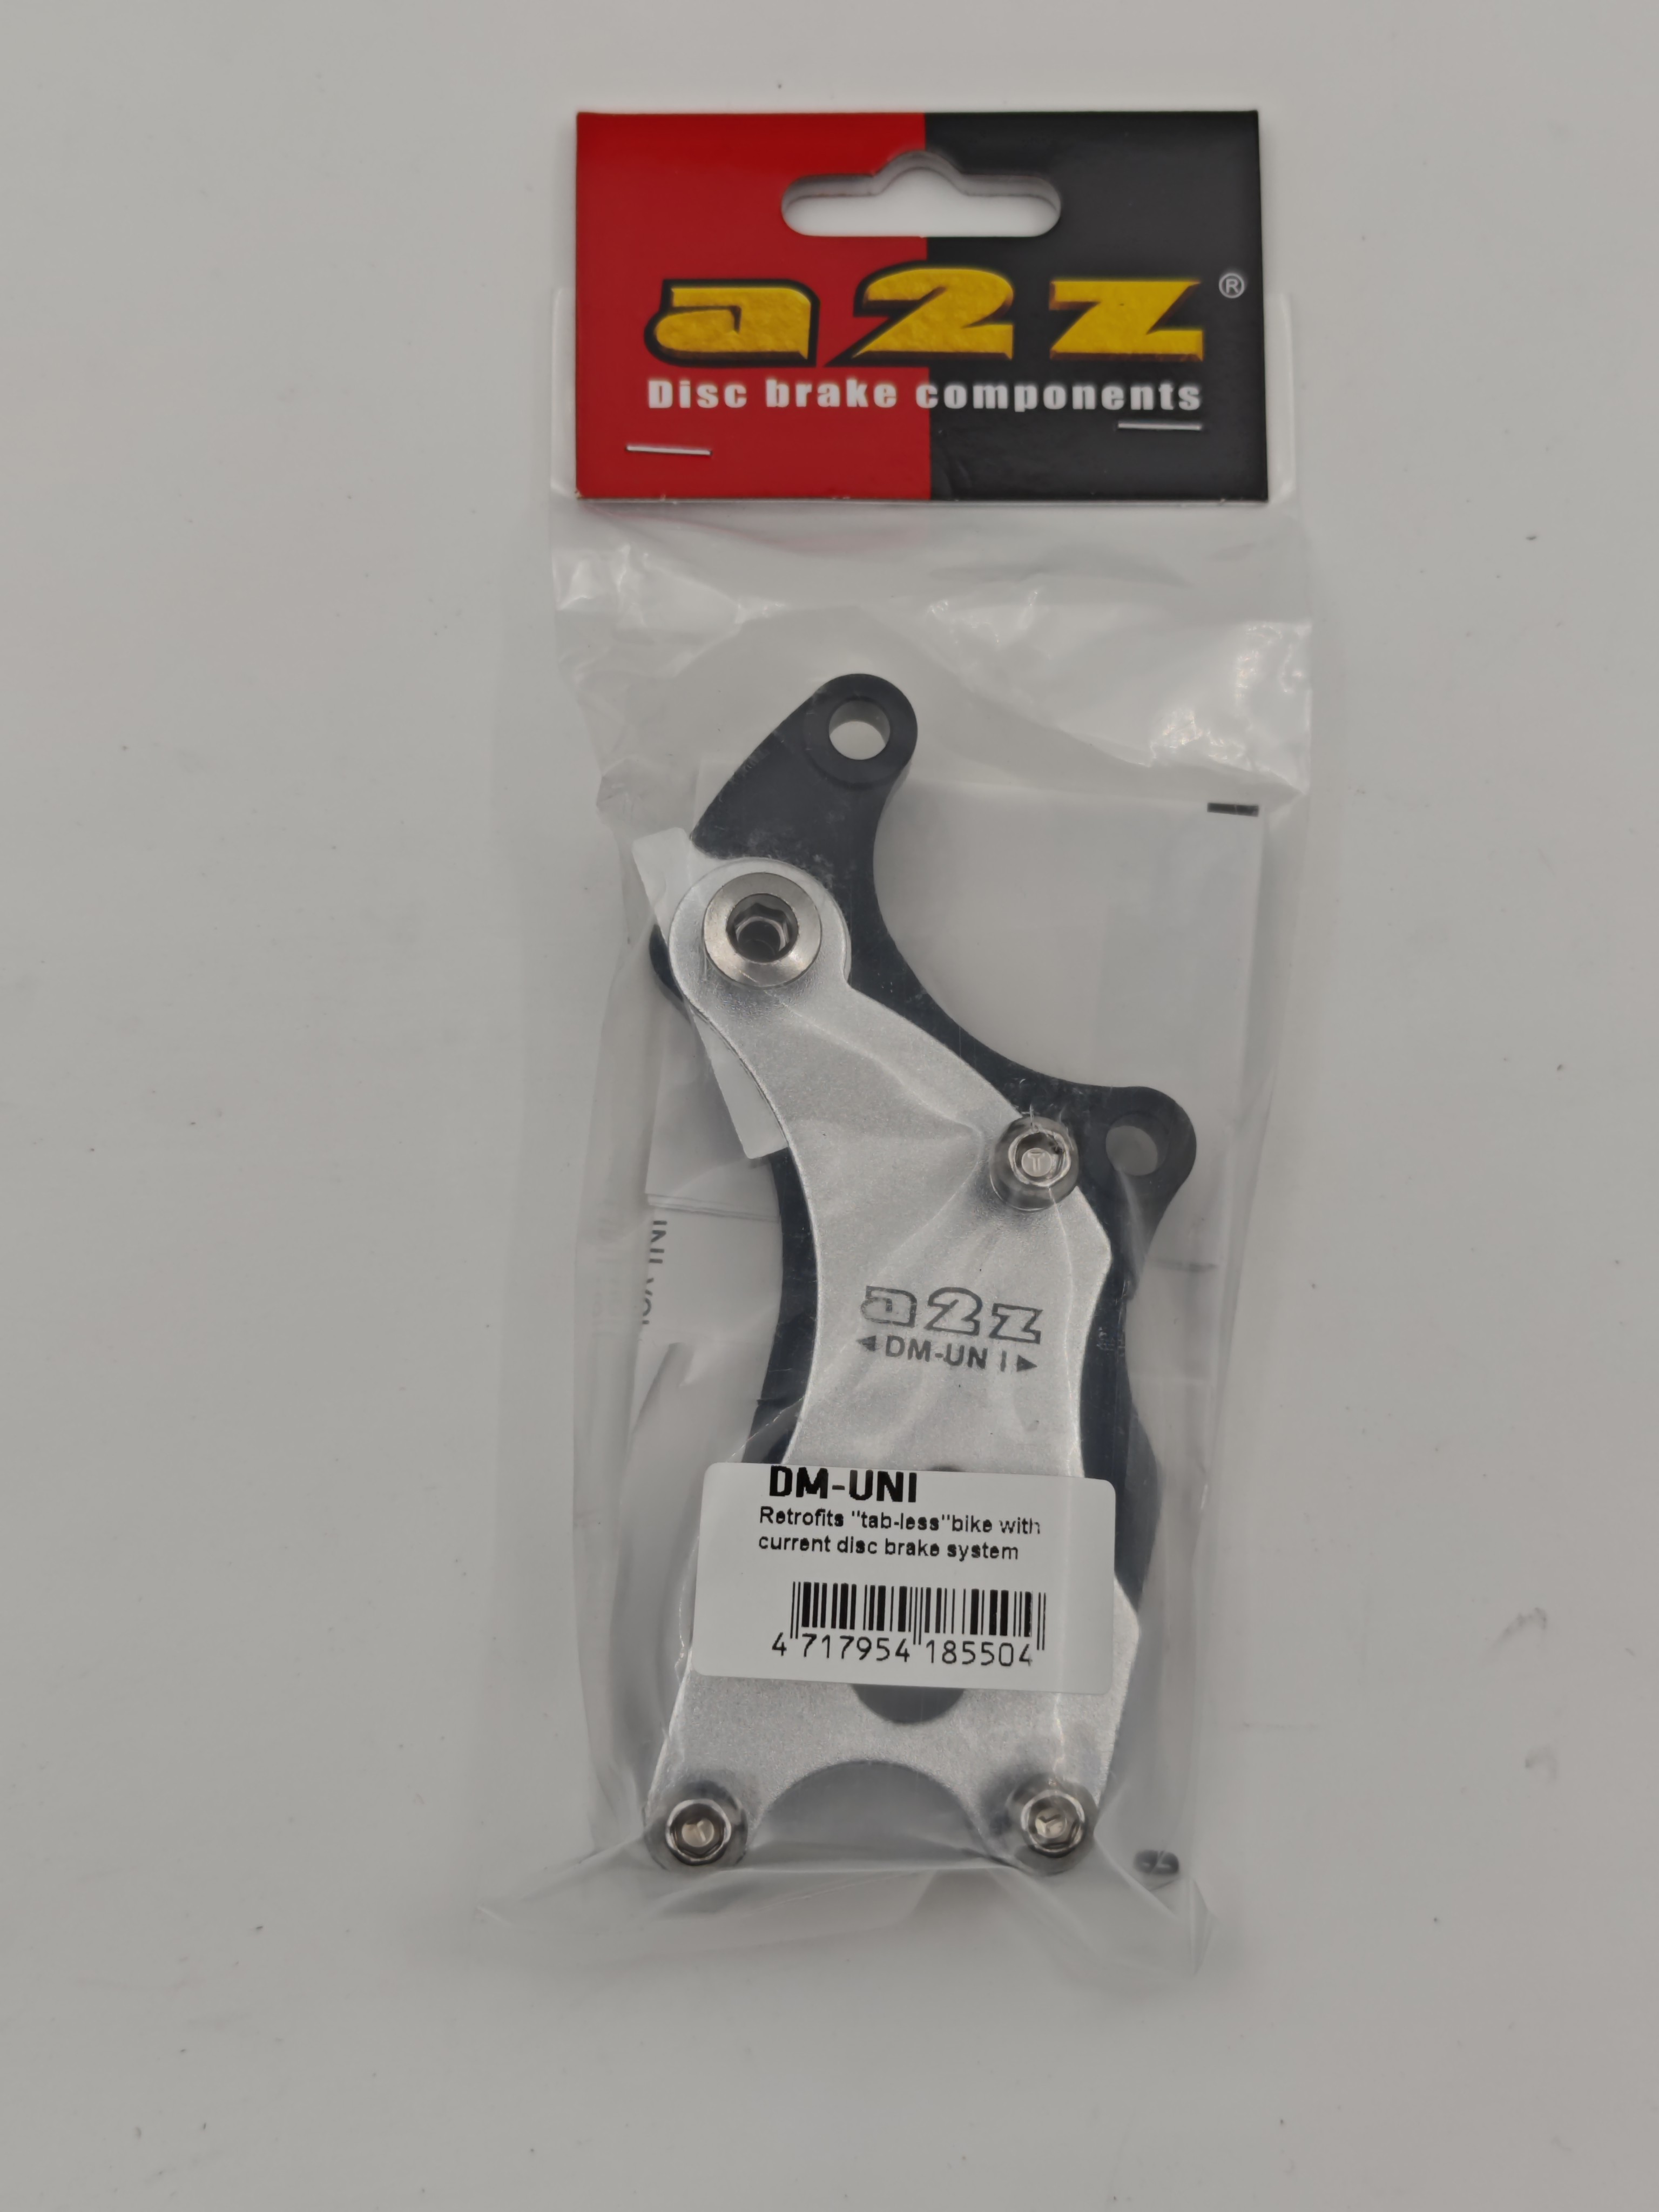 a2z®
Disc brake components
a2z
◄DM-UNI►
DM-UNI
Retrofits "tab-less"bike with
current disc brake system
4 717954 185504